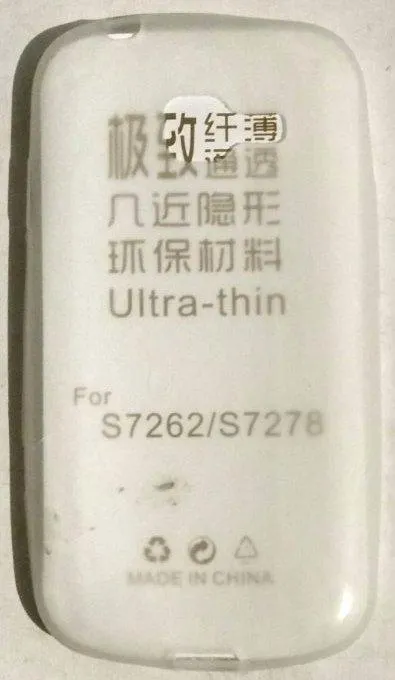 极致纤薄
通透
几近隐形
环保材料
Ultra-thin
For
S7262/S7278
MADE IN CHINA